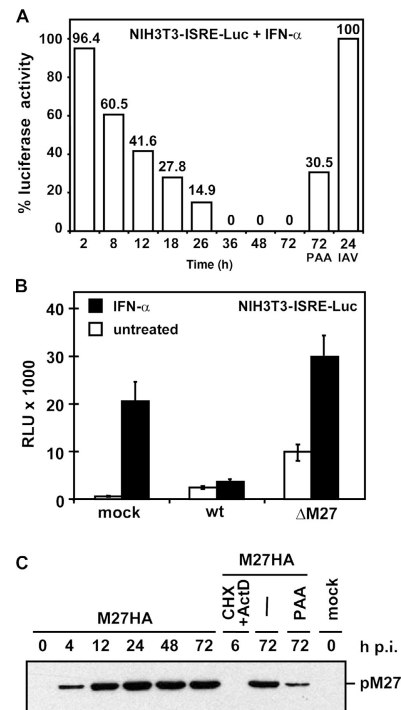 A
NIH3T3-ISRE-Luc + IFN-α
% luciferase activity
100
80
60
40
20
0
96.4
60.5
41.6
27.8
14.9
0
0
0
30.5
100
2 8 12 18 26 36 48 72 72 24
PAA IAV
Time (h)
B
IFN-α
untreated
NIH3T3-ISRE-Luc
RLU x 1000
40
30
20
10
0
mock wt ΔM27
C
M27HA
M27HA
CHX
+ActD
—
PAA
mock
0 4 12 24 48 72 6 72 72 0 h p.i.
pM27